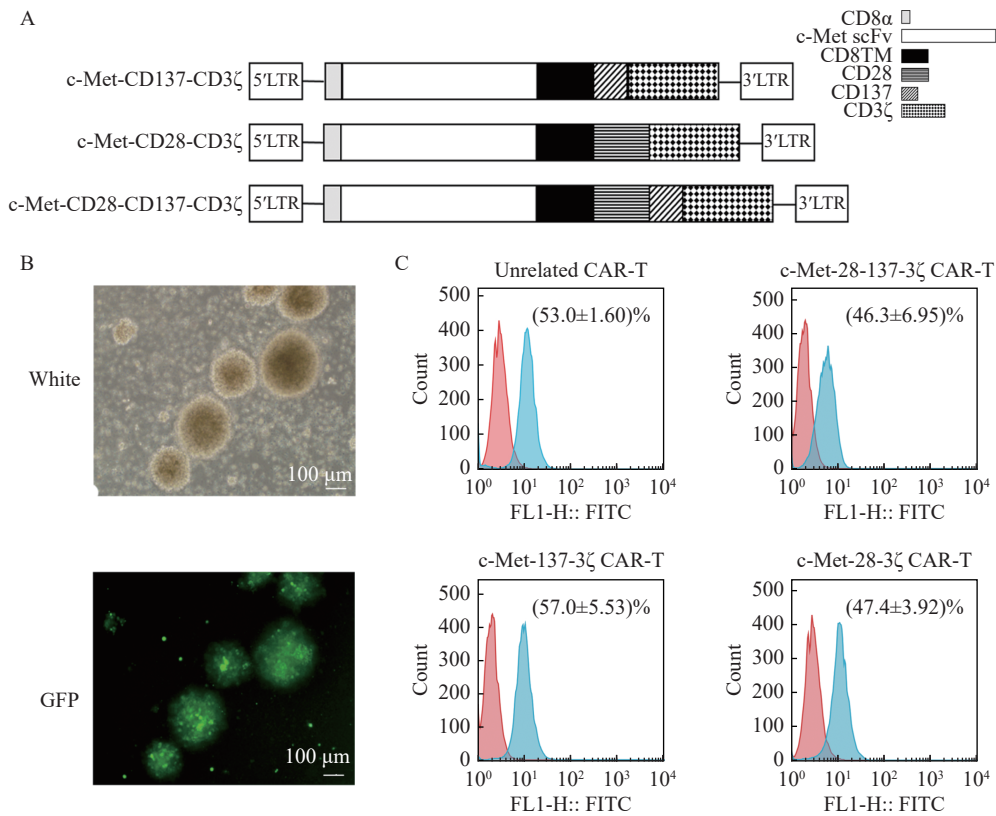 A
CD8α
c-Met scFv
CD8TM
CD28
CD137
CD3ζ
c-Met-CD137-CD3ζ 5′LTR 3′LTR
c-Met-CD28-CD3ζ 5′LTR 3′LTR
c-Met-CD28-CD137-CD3ζ 5′LTR 3′LTR
B
White
100 μm
GFP
100 μm
C
Unrelated CAR-T
(53.0±1.60)%
Count
500
400
300
200
100
0
10⁰ 10¹ 10² 10³ 10⁴
FL1-H:: FITC
c-Met-28-137-3ζ CAR-T
(46.3±6.95)%
Count
500
400
300
200
100
0
10⁰ 10¹ 10² 10³ 10⁴
FL1-H:: FITC
c-Met-137-3ζ CAR-T
(57.0±5.53)%
Count
500
400
300
200
100
0
10⁰ 10¹ 10² 10³ 10⁴
FL1-H:: FITC
c-Met-28-3ζ CAR-T
(47.4±3.92)%
Count
500
400
300
200
100
0
10⁰ 10¹ 10² 10³ 10⁴
FL1-H:: FITC